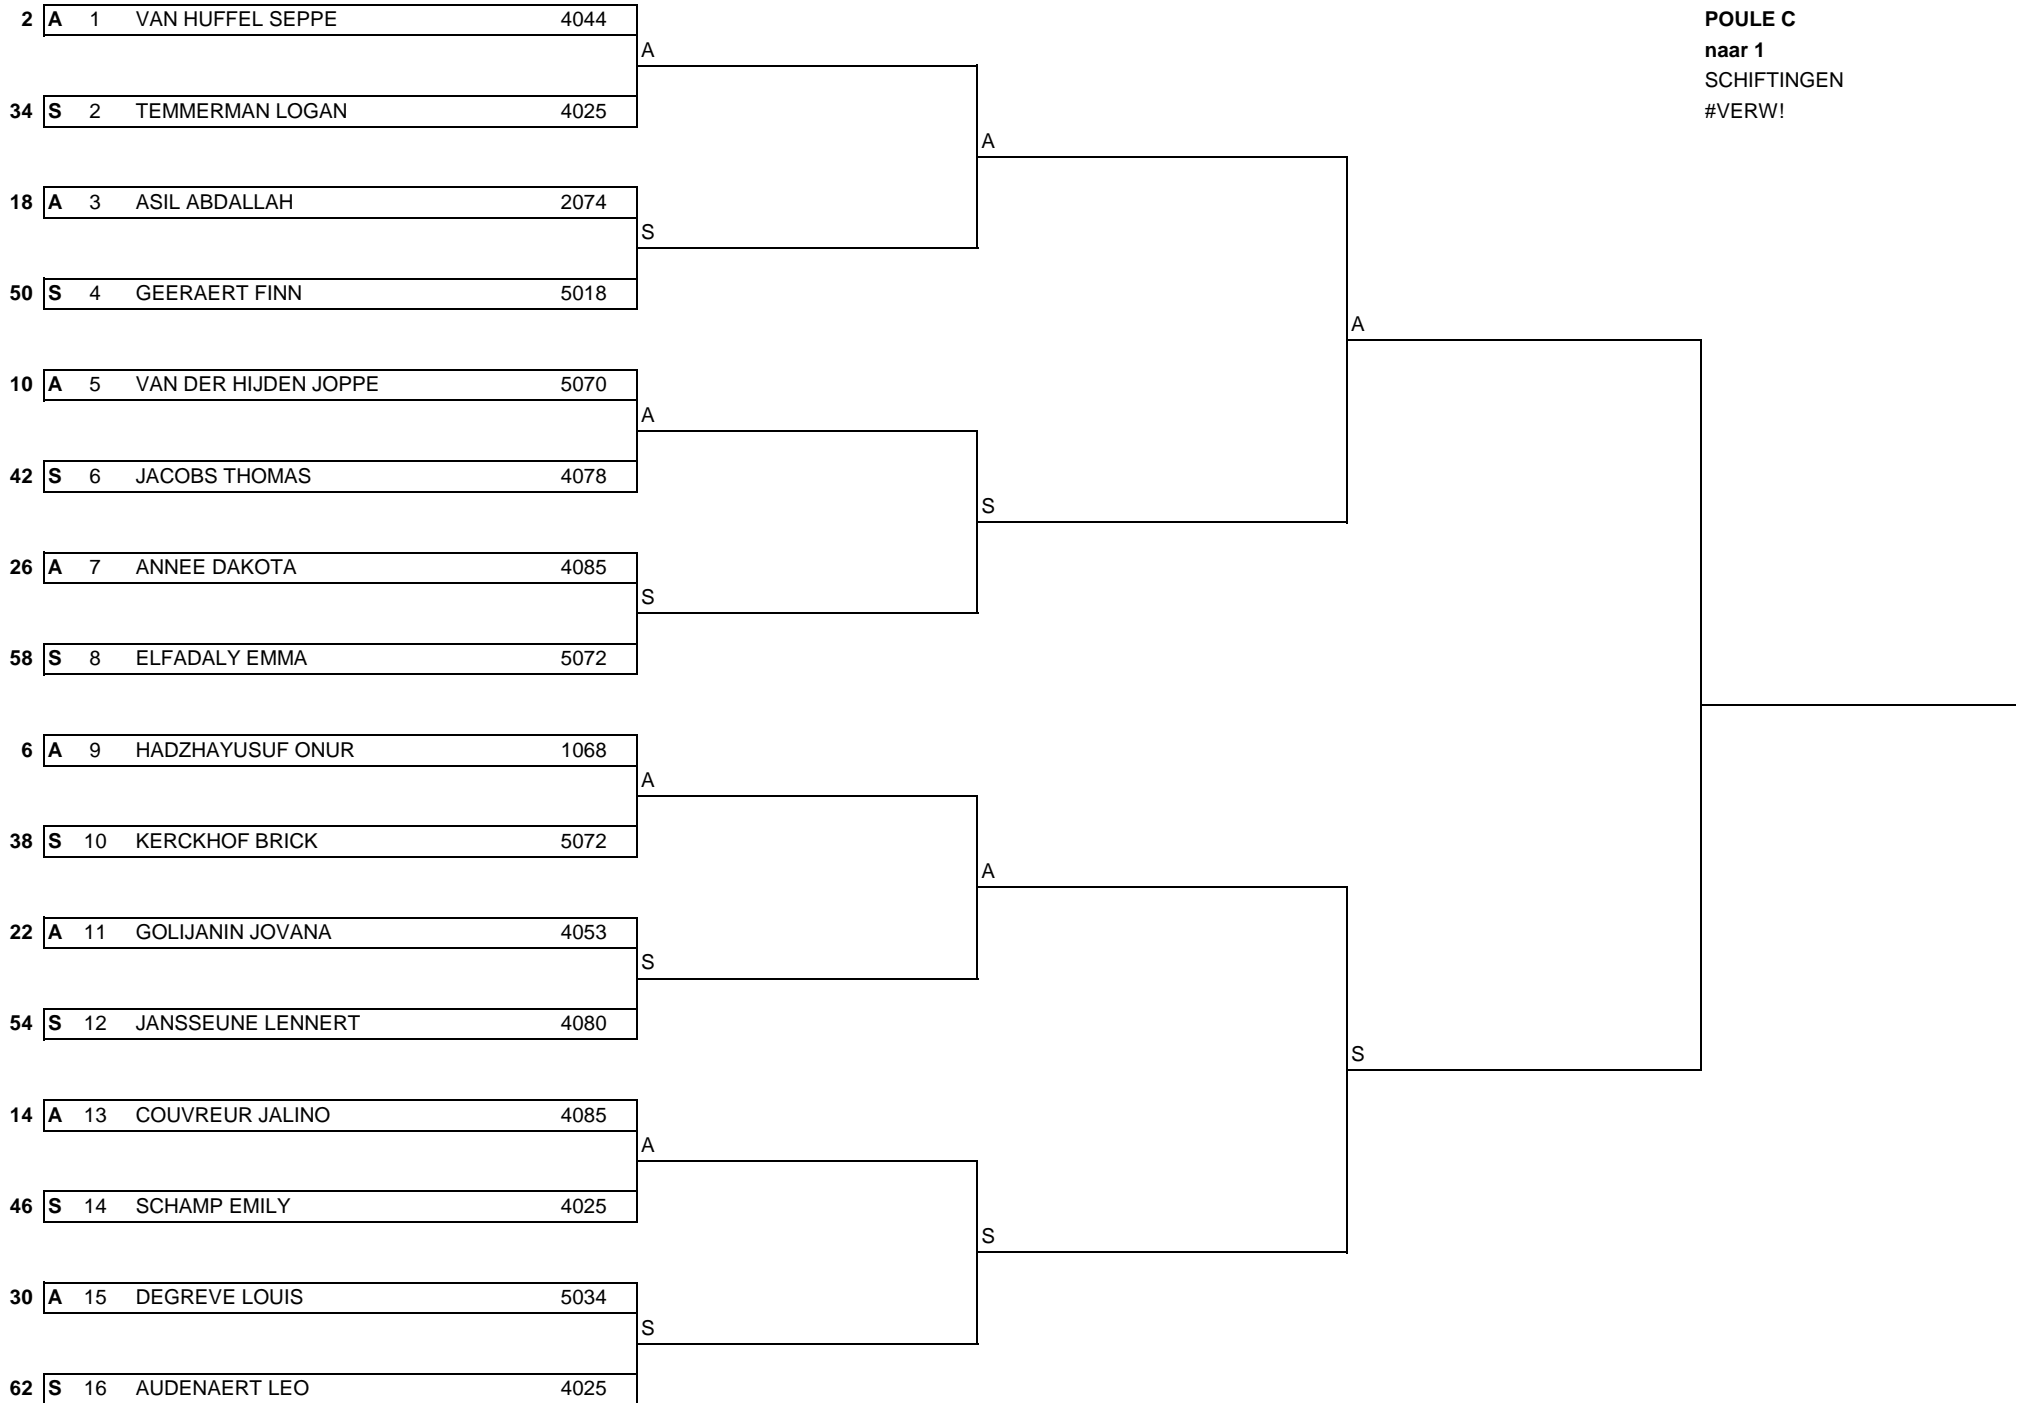 2 A 1 VAN HUFFEL SEPPE 4044 POULE C
A naar 1
SCHIFTINGEN
34 S 2 TEMMERMAN LOGAN 4025 #VERW!
A
18 A 3 ASIL ABDALLAH 2074
S
50 S 4 GEERAERT FINN 5018
A
10 A 5 VAN DER HIJDEN JOPPE 5070
A
42 S 6 JACOBS THOMAS 4078
S
26 A 7 ANNEE DAKOTA 4085
S
58 S 8 ELFADALY EMMA 5072
6 A 9 HADZHAYUSUF ONUR 1068
A
38 S 10 KERCKHOF BRICK 5072
A
22 A 11 GOLIJANIN JOVANA 4053
S
54 S 12 JANSSEUNE LENNERT 4080
S
14 A 13 COUVREUR JALINO 4085
A
46 S 14 SCHAMP EMILY 4025
S
30 A 15 DEGREVE LOUIS 5034
S
62 S 16 AUDENAERT LEO 4025